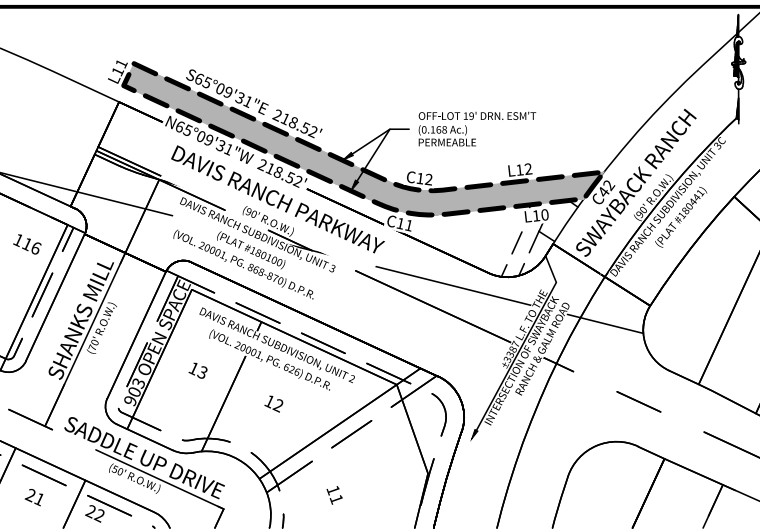 L11
S65°09'31"E 218.52'
N65°09'31"W 218.52'
OFF-LOT 19' DRN. ESM'T
(0.168 Ac.)
PERMEABLE
C12
L12
C42
C11
L10
DAVIS RANCH PARKWAY
(90' R.O.W.)
DAVIS RANCH SUBDIVISION, UNIT 3
(PLAT #180100)
(VOL. 20001, PG. 868-870) D.P.R.
SWAYBACK RANCH
(90' R.O.W.)
DAVIS RANCH SUBDIVISION, UNIT 3C
(PLAT #180441)
116
SHANKS MILL
(70' R.O.W.)
903 OPEN SPACE
DAVIS RANCH SUBDIVISION, UNIT 2
(VOL. 20001, PG. 626) D.P.R.
13
12
11
±3387 L.F. TO THE
INTERSECTION OF SWAYBACK
RANCH & GALM ROAD
SADDLE UP DRIVE
(50' R.O.W.)
21
22